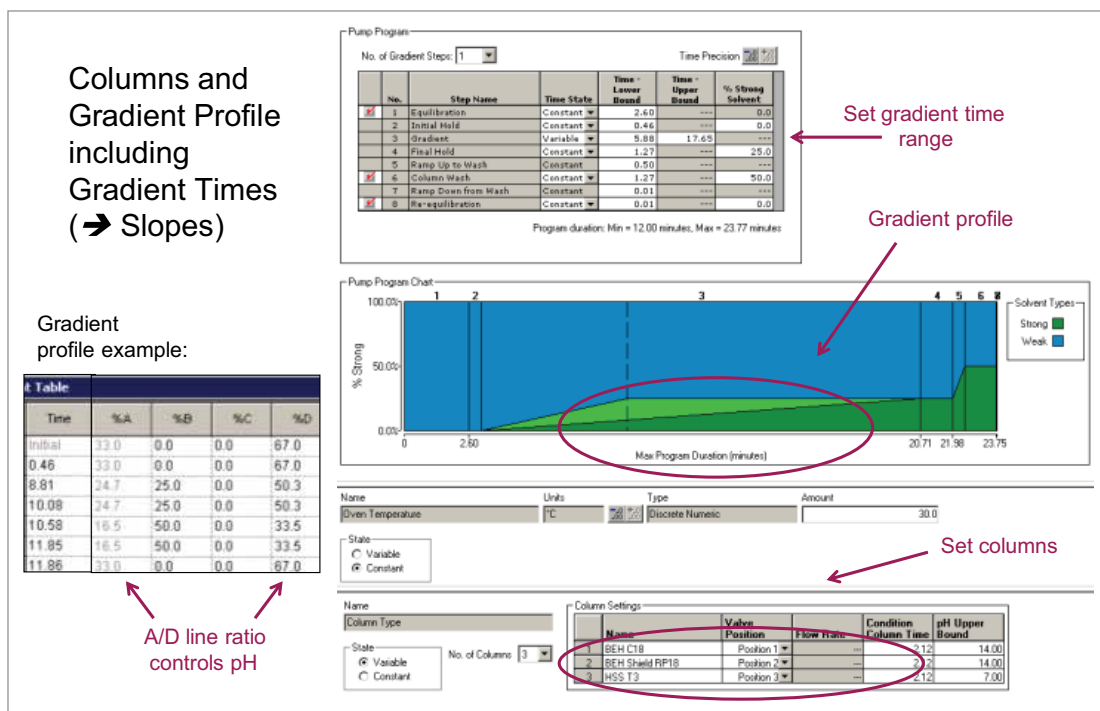 Columns and
Gradient Profile
including
Gradient Times
(➔ Slopes)
Pump Program
No. of Gradient Steps: 1
Time Precision
No. Step Name Time State Time - Lower Bound Time - Upper Bound % Strong Solvent
1 Equilibration Constant 2.60 --- 0.0
2 Initial Hold Constant 0.46 --- 0.0
3 Gradient Variable 5.88 17.65 ---
4 Final Hold Constant 1.27 --- 25.0
5 Ramp Up to Wash Constant 0.50 --- ---
6 Column Wash Constant 1.27 --- 50.0
7 Ramp Down from Wash Constant 0.01 --- ---
8 Re-equilibration Constant 0.01 --- 0.0
Program duration: Min = 12.00 minutes, Max = 23.77 minutes
Set gradient time
range
Gradient profile
Pump Program Chart
1 2 3 4 5 6
100.0%
50.0%
0.0%
% Strong
0 2.60 20.71 21.98 23.75
Max Program Duration (minutes)
Solvent Types
Strong
Weak
Gradient
profile example:
t Table
Time %A %B %C %D
Initial 33.0 0.0 0.0 67.0
0.46 33.0 0.0 0.0 67.0
8.81 24.7 25.0 0.0 50.3
10.08 24.7 25.0 0.0 50.3
10.58 16.5 50.0 0.0 33.5
11.85 16.5 50.0 0.0 33.5
11.86 33.0 0.0 0.0 67.0
A/D line ratio
controls pH
Name Units Type Amount
Oven Temperature °C Discrete Numeric 30.0
State
Variable
Constant
Set columns
Name
Column Type
State
Variable
Constant
No. of Columns 3
Column Settings
Name Valve Position Flow Rate Condition Column Time pH Upper Bound
1 BEH C18 Position 1 --- 2.12 14.00
2 BEH Shield RP18 Position 2 --- 2.12 14.00
3 HSS T3 Position 3 --- 2.12 7.00